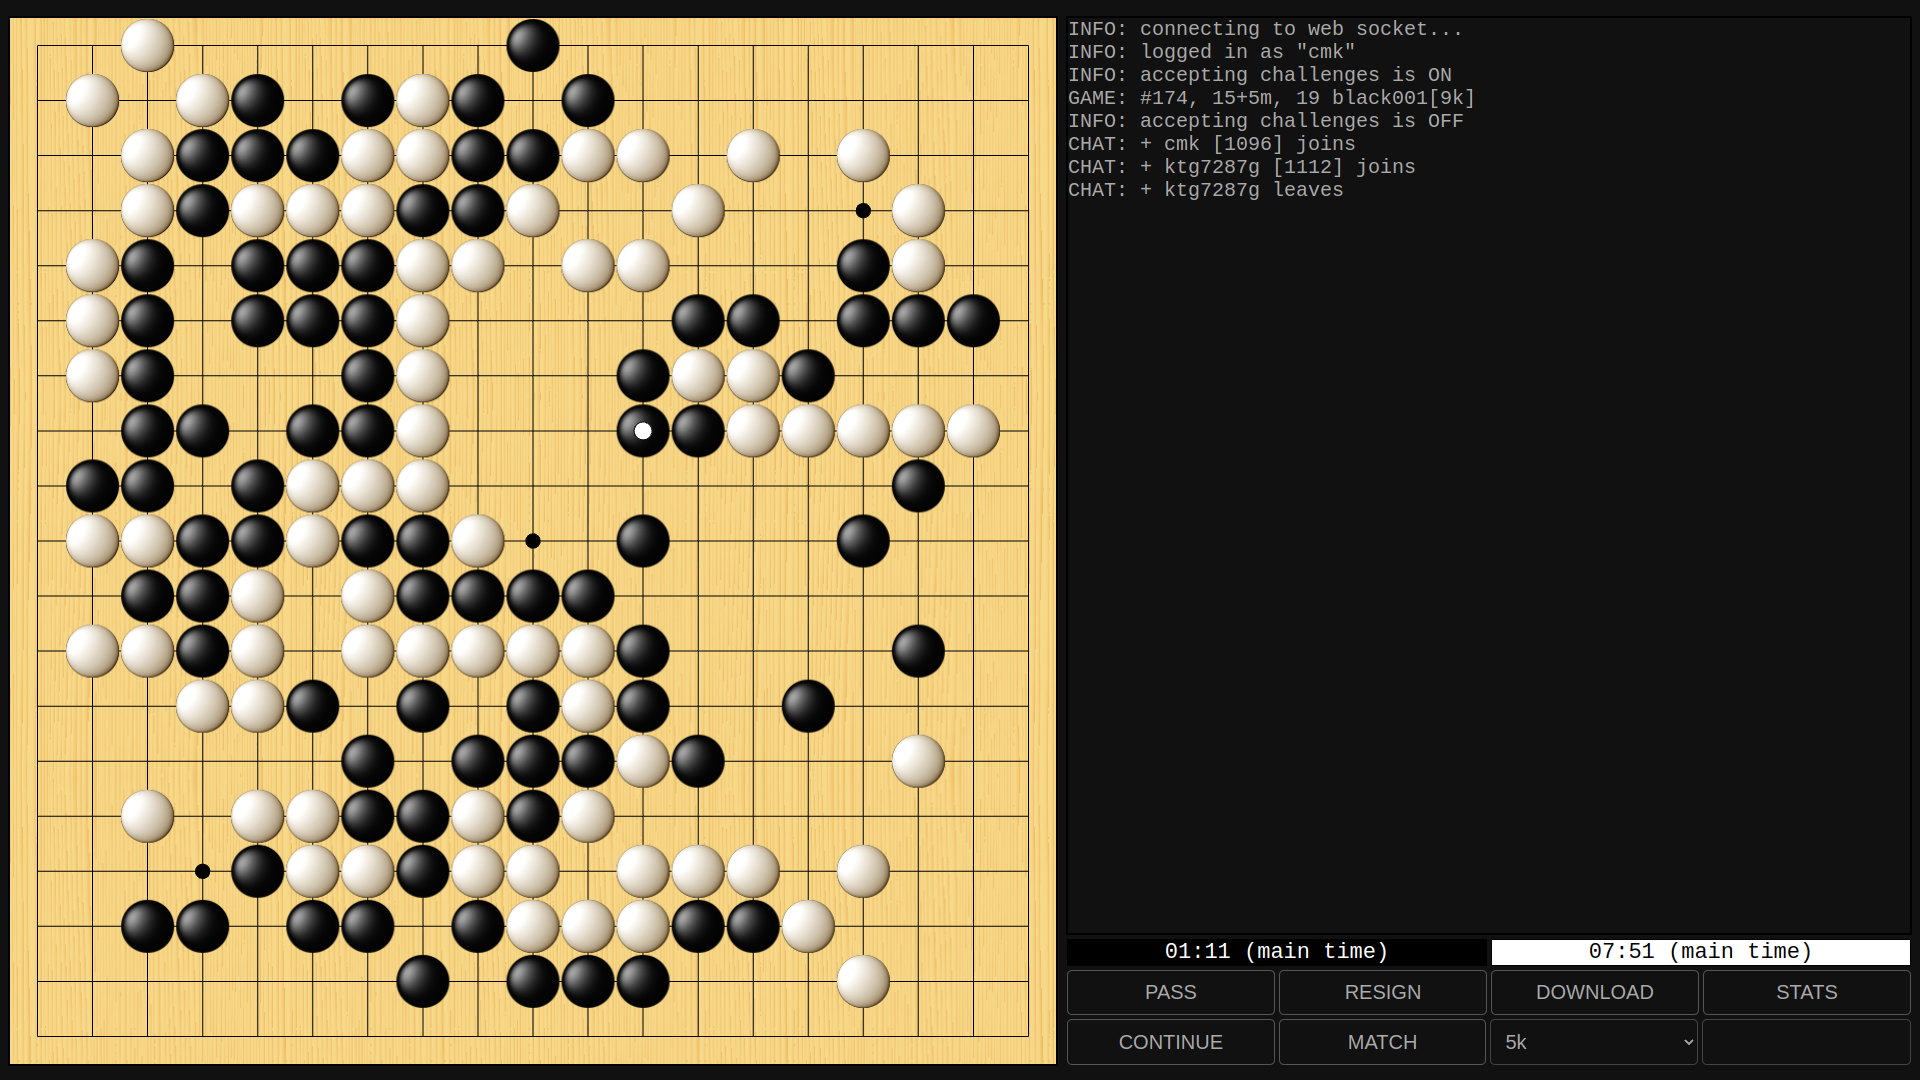 INFO: connecting to web socket...
INFO: logged in as "cmk"
INFO: accepting challenges is ON
GAME: #174, 15+5m, 19 black001[9k]
INFO: accepting challenges is OFF
CHAT: + cmk [1096] joins
CHAT: + ktg7287g [1112] joins
CHAT: + ktg7287g leaves
01:11 (main time) 07:51 (main time)
PASS RESIGN DOWNLOAD STATS
CONTINUE MATCH 5k